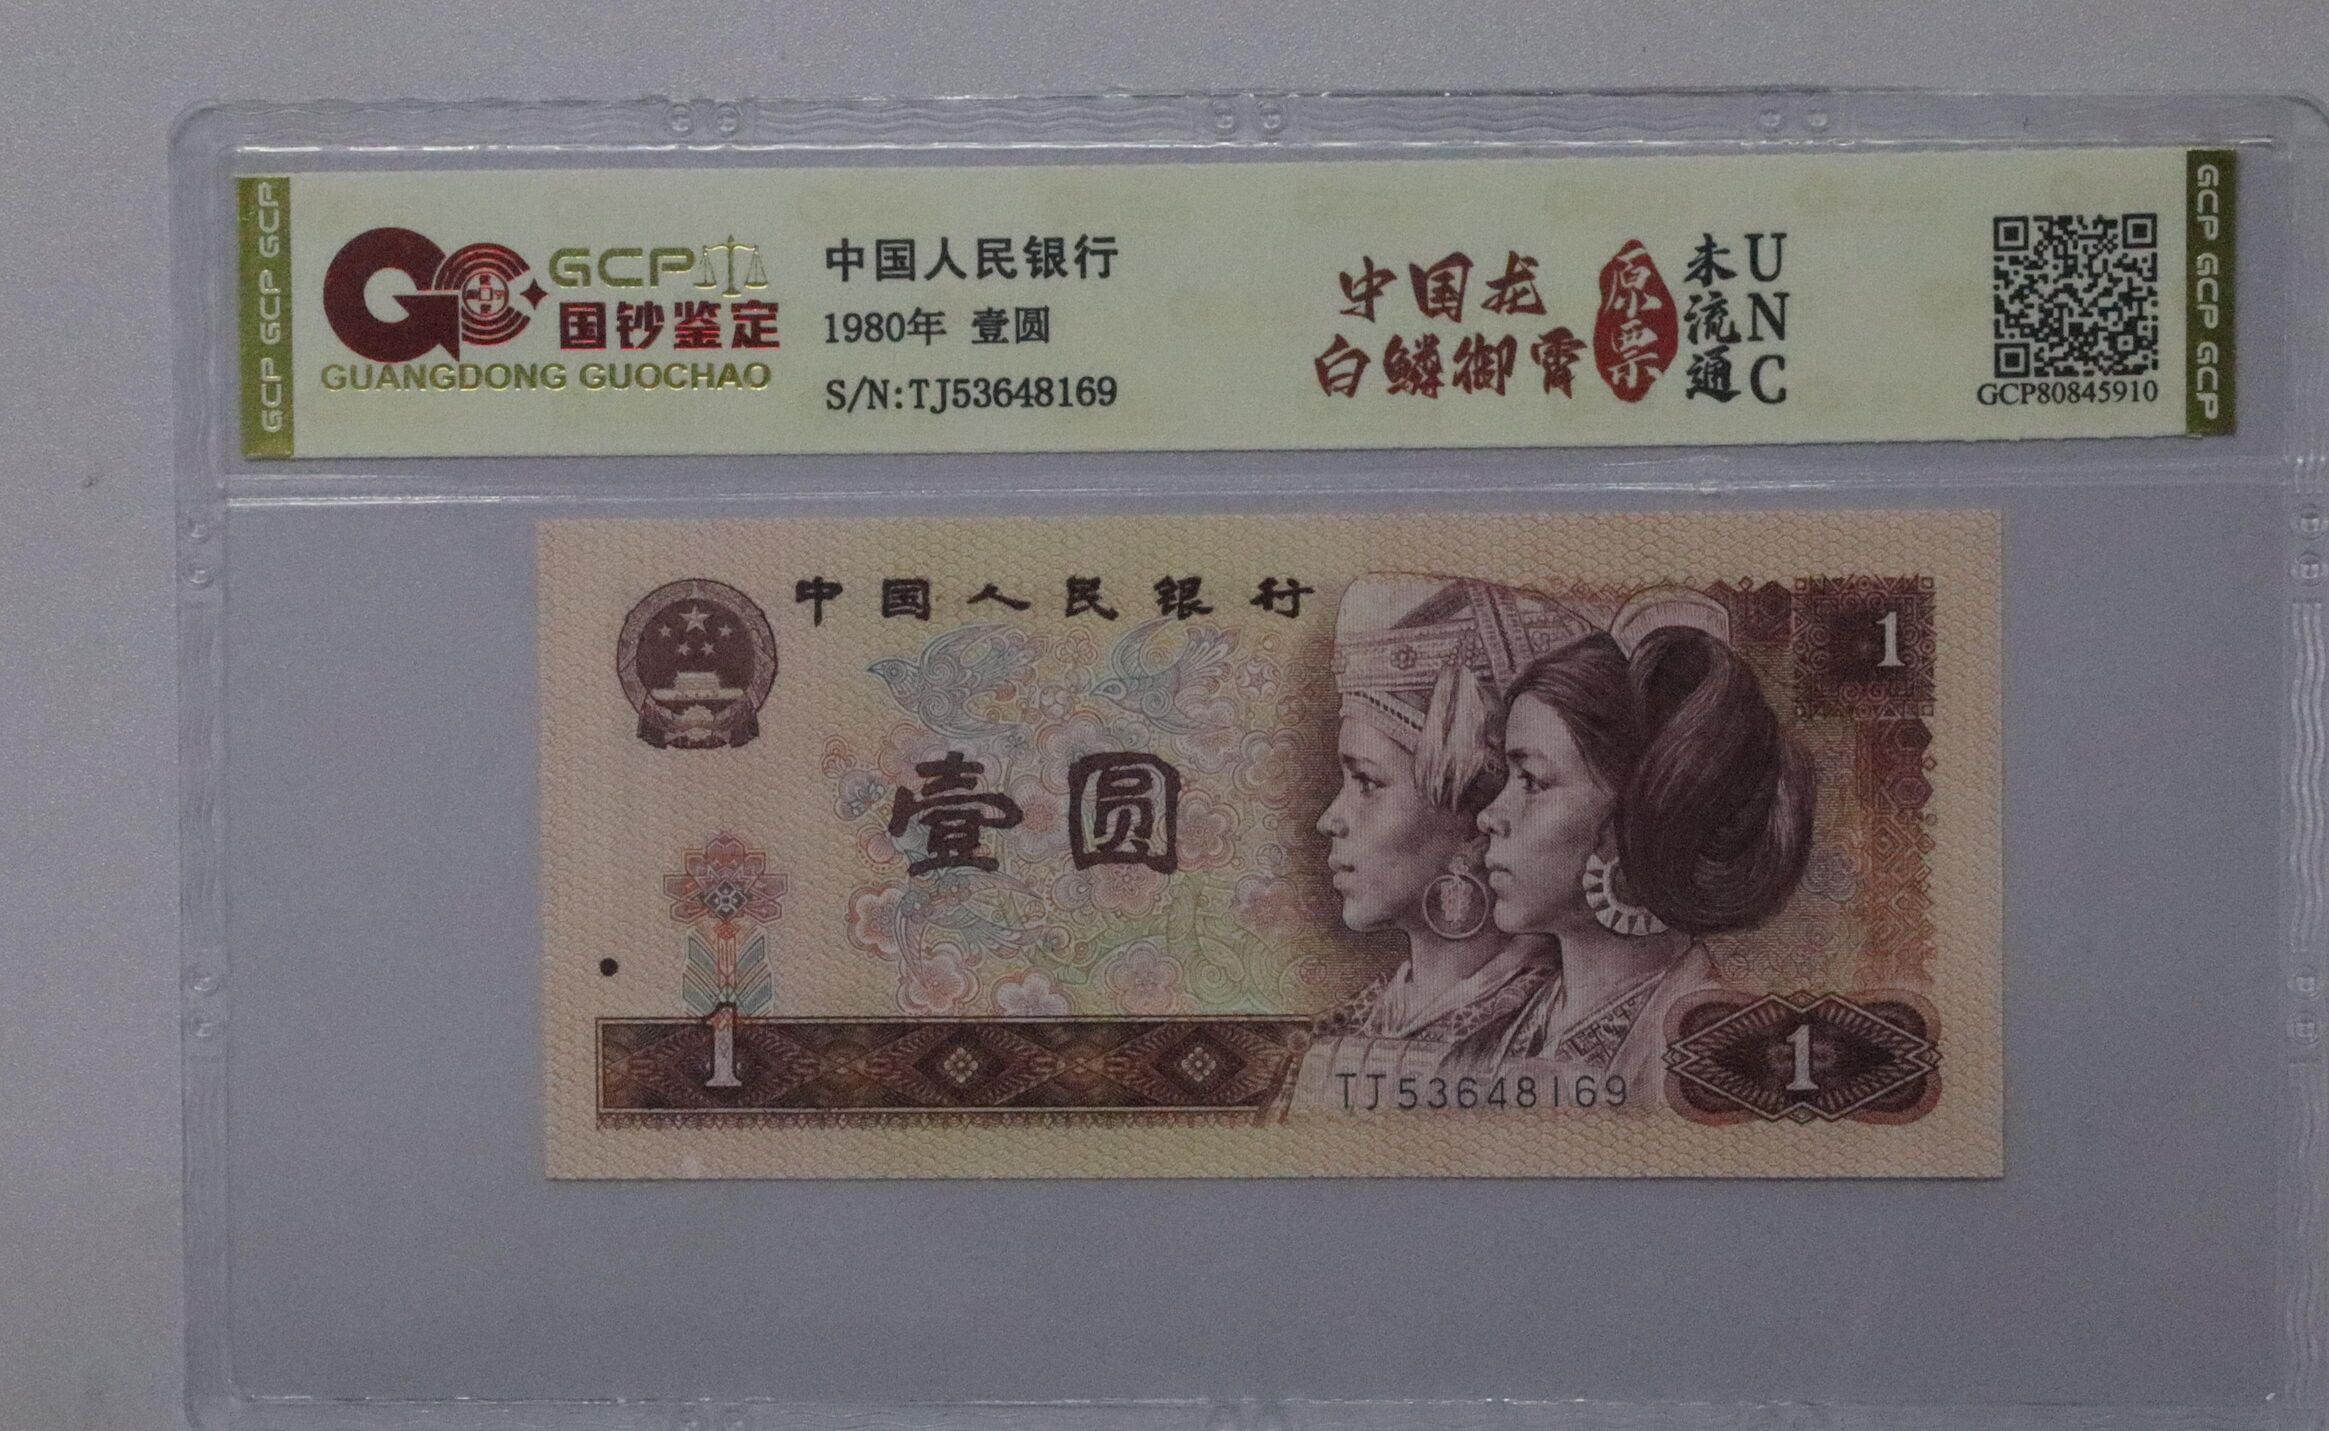 GCP GCP GCP
GCP
国钞鉴定
GUANGDONG GUOCHAO
中国人民银行
1980年 壹圆
S/N:TJ53648169
中国龙
白鳟御霄
原票
未流通
UNC
GCP80845910
GCP GCP GCP
中国人民银行
1
壹圆
1
1
TJ53648169